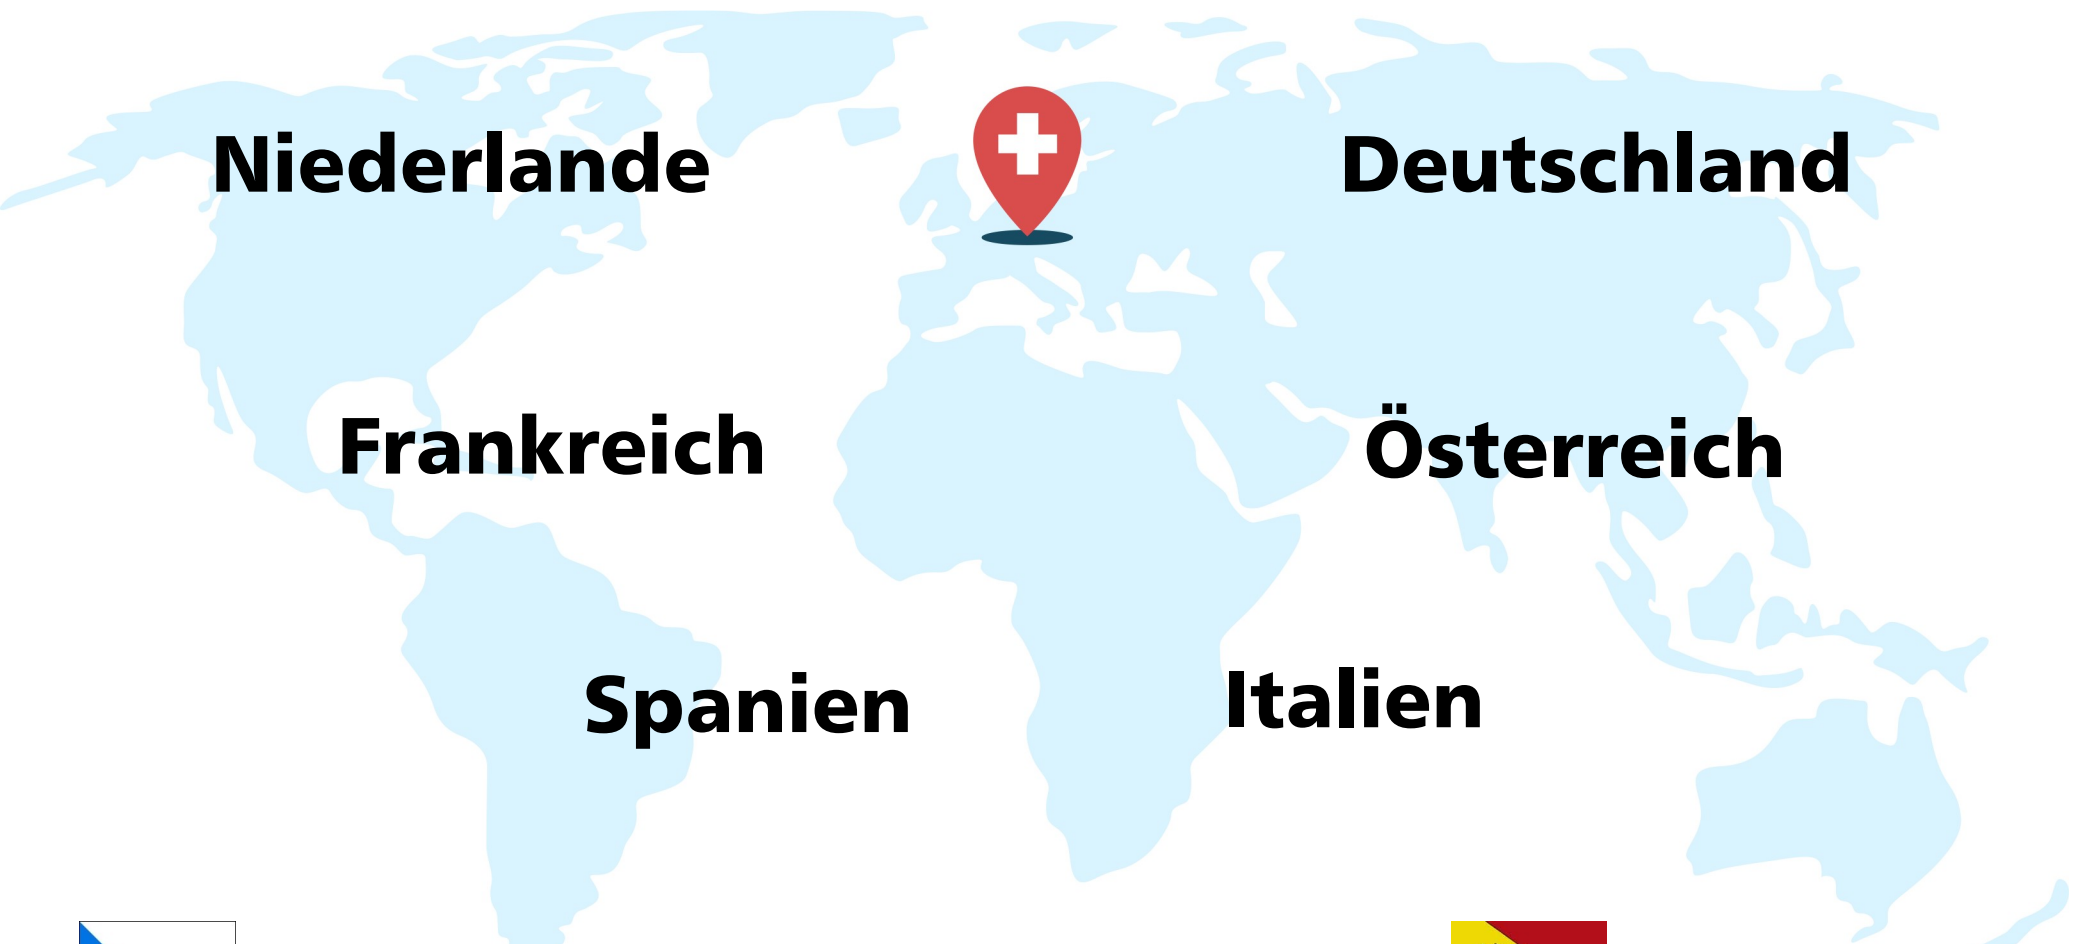 Niederlande
Deutschland
Frankreich
Österreich
Spanien
Italien